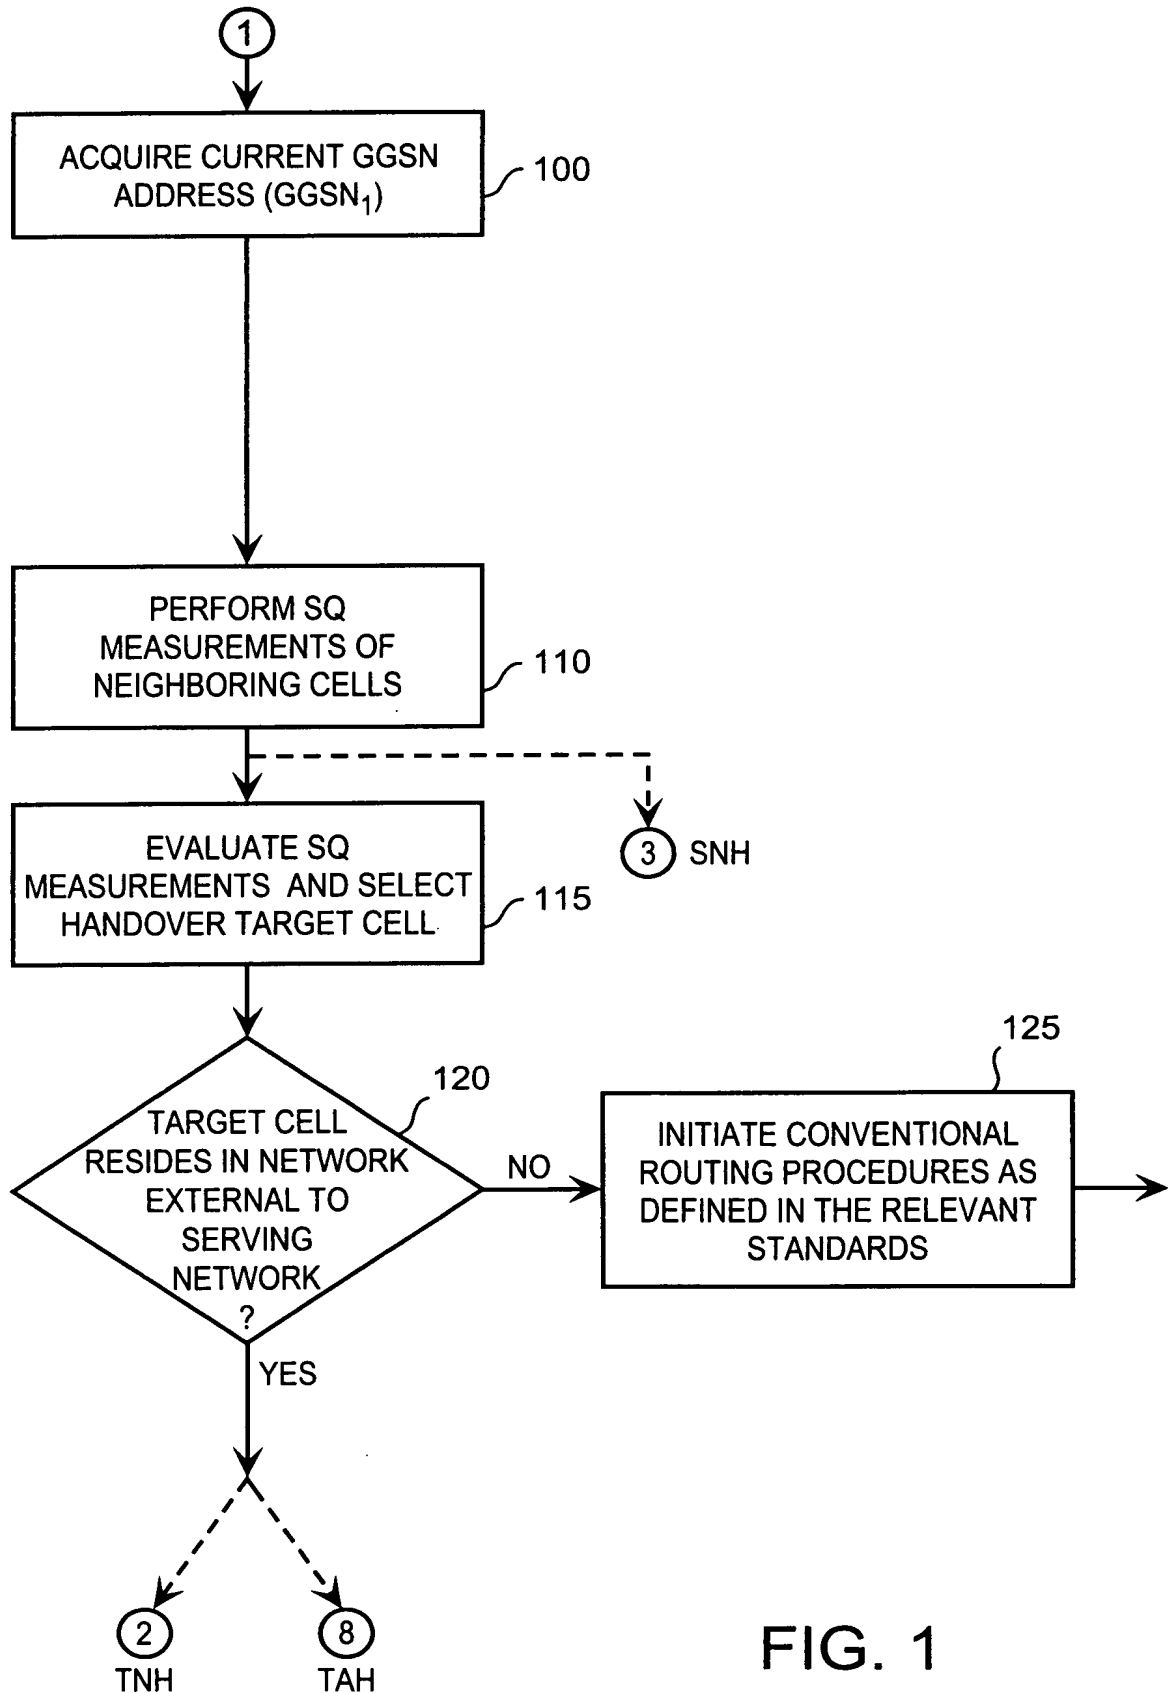 1
ACQUIRE CURRENT GGSN
ADDRESS (GGSN₁)
100
PERFORM SQ
MEASUREMENTS OF
NEIGHBORING CELLS
110
EVALUATE SQ
MEASUREMENTS AND SELECT
HANDOVER TARGET CELL
115
3 SNH
TARGET CELL
RESIDES IN NETWORK
EXTERNAL TO
SERVING
NETWORK
?
120
NO
125
INITIATE CONVENTIONAL
ROUTING PROCEDURES AS
DEFINED IN THE RELEVANT
STANDARDS
YES
2
TNH
8
TAH
FIG. 1